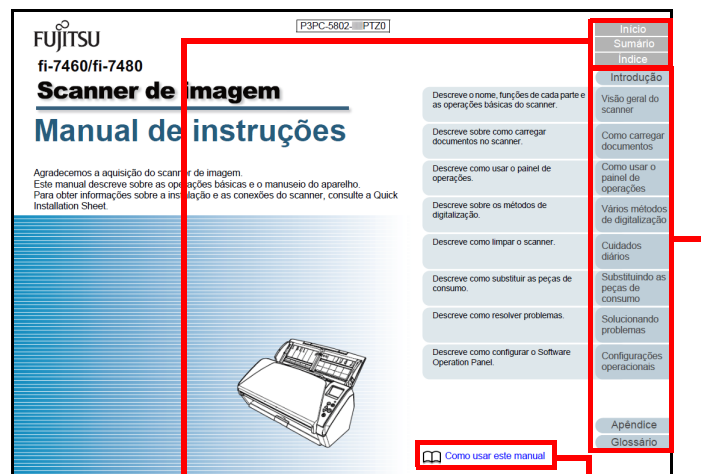 FUJITSU
P3PC-5802- PTZ0
fi-7460/fi-7480
Scanner de imagem
Manual de instruções
Agradecemos a aquisição do scanner de imagem.
Este manual descreve sobre as operações básicas e o manuseio do aparelho.
Para obter informações sobre a instalação e as conexões do scanner, consulte a Quick
Installation Sheet.
Início
Sumário
Índice
Introdução
Descreve o nome, funções de cada parte e
as operações básicas do scanner.
Visão geral do
scanner
Descreve sobre como carregar
documentos no scanner.
Como carregar
documentos
Descreve como usar o painel de
operações.
Como usar o
painel de
operações
Descreve sobre os métodos de
digitalização.
Vários métodos
de digitalização
Descreve como limpar o scanner.
Cuidados
diários
Descreve como substituir as peças de
consumo.
Substituindo as
peças de
consumo
Descreve como resolver problemas.
Solucionando
problemas
Descreve como configurar o Software
Operation Panel.
Configurações
operacionais
Apêndice
Glossário
Como usar este manual